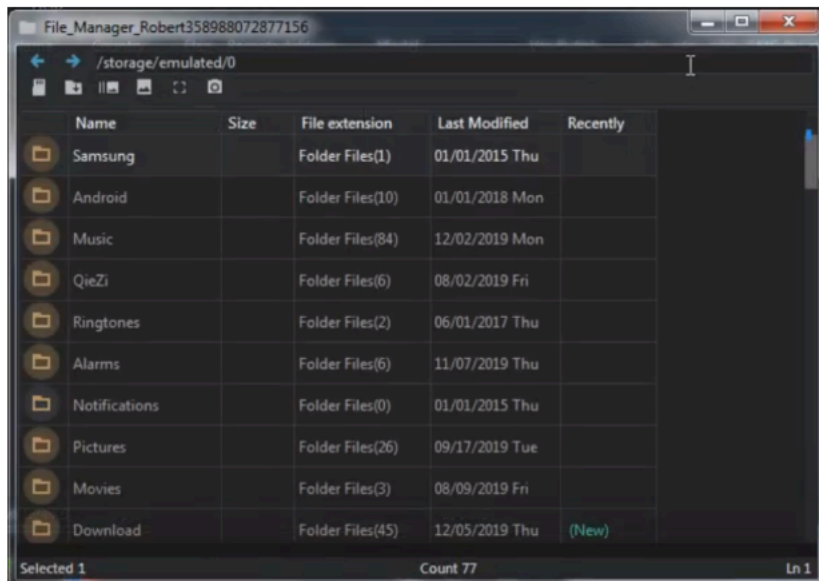 File_Manager_Robert358988072877156
/storage/emulated/0
Name Size File extension Last Modified Recently
Samsung Folder Files(1) 01/01/2015 Thu
Android Folder Files(10) 01/01/2018 Mon
Music Folder Files(84) 12/02/2019 Mon
QieZi Folder Files(6) 08/02/2019 Fri
Ringtones Folder Files(2) 06/01/2017 Thu
Alarms Folder Files(6) 11/07/2019 Thu
Notifications Folder Files(0) 01/01/2015 Thu
Pictures Folder Files(26) 09/17/2019 Tue
Movies Folder Files(3) 08/09/2019 Fri
Download Folder Files(45) 12/05/2019 Thu (New)
Selected 1 Count 77 Ln 1